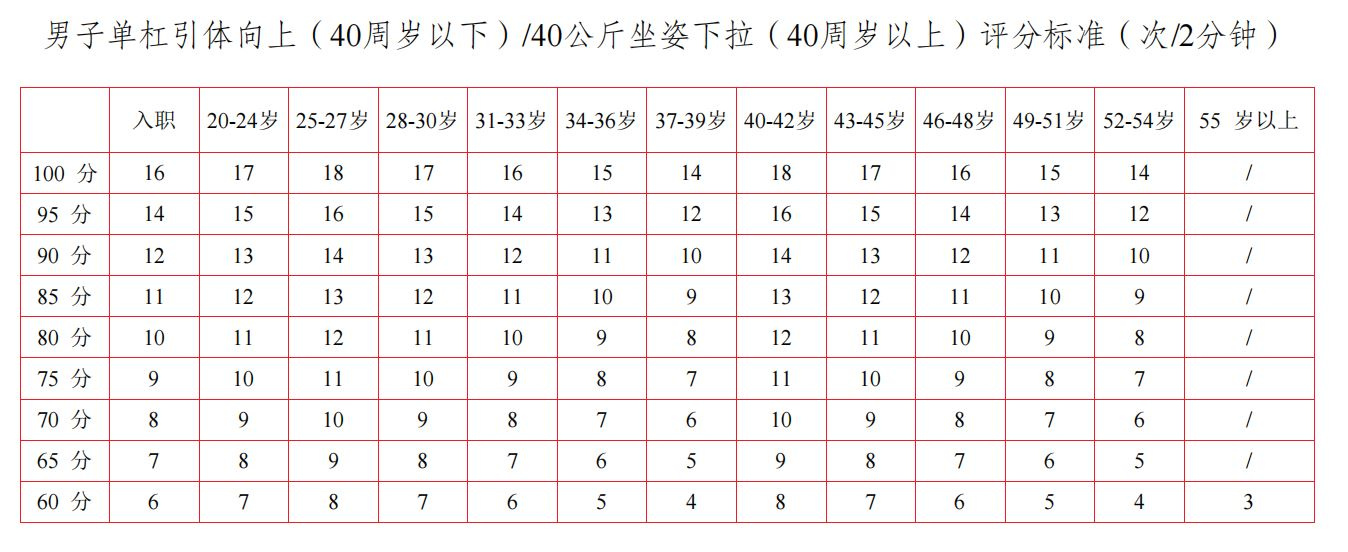 男子单杠引体向上（40周岁以下）/40公斤坐姿下拉（40周岁以上）评分标准（次/2分钟）
入职 20-24岁 25-27岁 28-30岁 31-33岁 34-36岁 37-39岁 40-42岁 43-45岁 46-48岁 49-51岁 52-54岁 55 岁以上
100 分 16 17 18 17 16 15 14 18 17 16 15 14 /
95 分 14 15 16 15 14 13 12 16 15 14 13 12 /
90 分 12 13 14 13 12 11 10 14 13 12 11 10 /
85 分 11 12 13 12 11 10 9 13 12 11 10 9 /
80 分 10 11 12 11 10 9 8 12 11 10 9 8 /
75 分 9 10 11 10 9 8 7 11 10 9 8 7 /
70 分 8 9 10 9 8 7 6 10 9 8 7 6 /
65 分 7 8 9 8 7 6 5 9 8 7 6 5 /
60 分 6 7 8 7 6 5 4 8 7 6 5 4 3